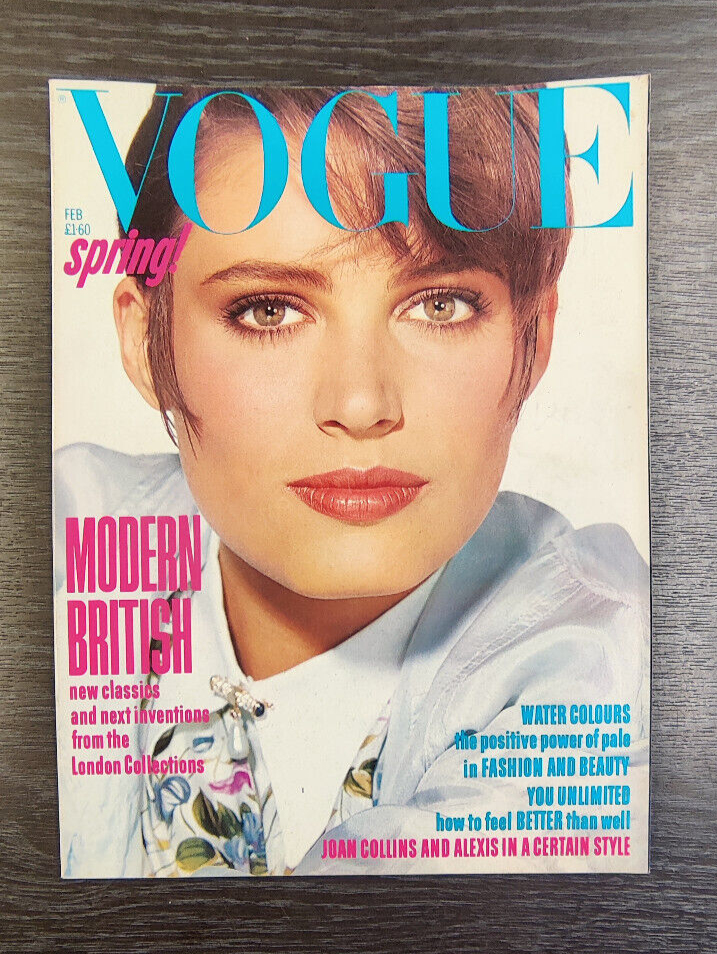 VOGUE
®
FEB
£1·60
spring!
MODERN
BRITISH
new classics
and next inventions
from the
London Collections
WATER COLOURS
the positive power of pale
in FASHION AND BEAUTY
YOU UNLIMITED
how to feel BETTER than well
JOAN COLLINS AND ALEXIS IN A CERTAIN STYLE